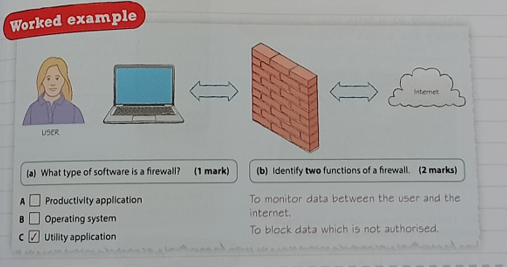 Worked example
USER
Internet
(a) What type of software is a firewall? (1 mark)
A Productivity application
B Operating system
C ✓ Utility application
(b) Identify two functions of a firewall. (2 marks)
To monitor data between the user and the
internet.
To block data which is not authorised.